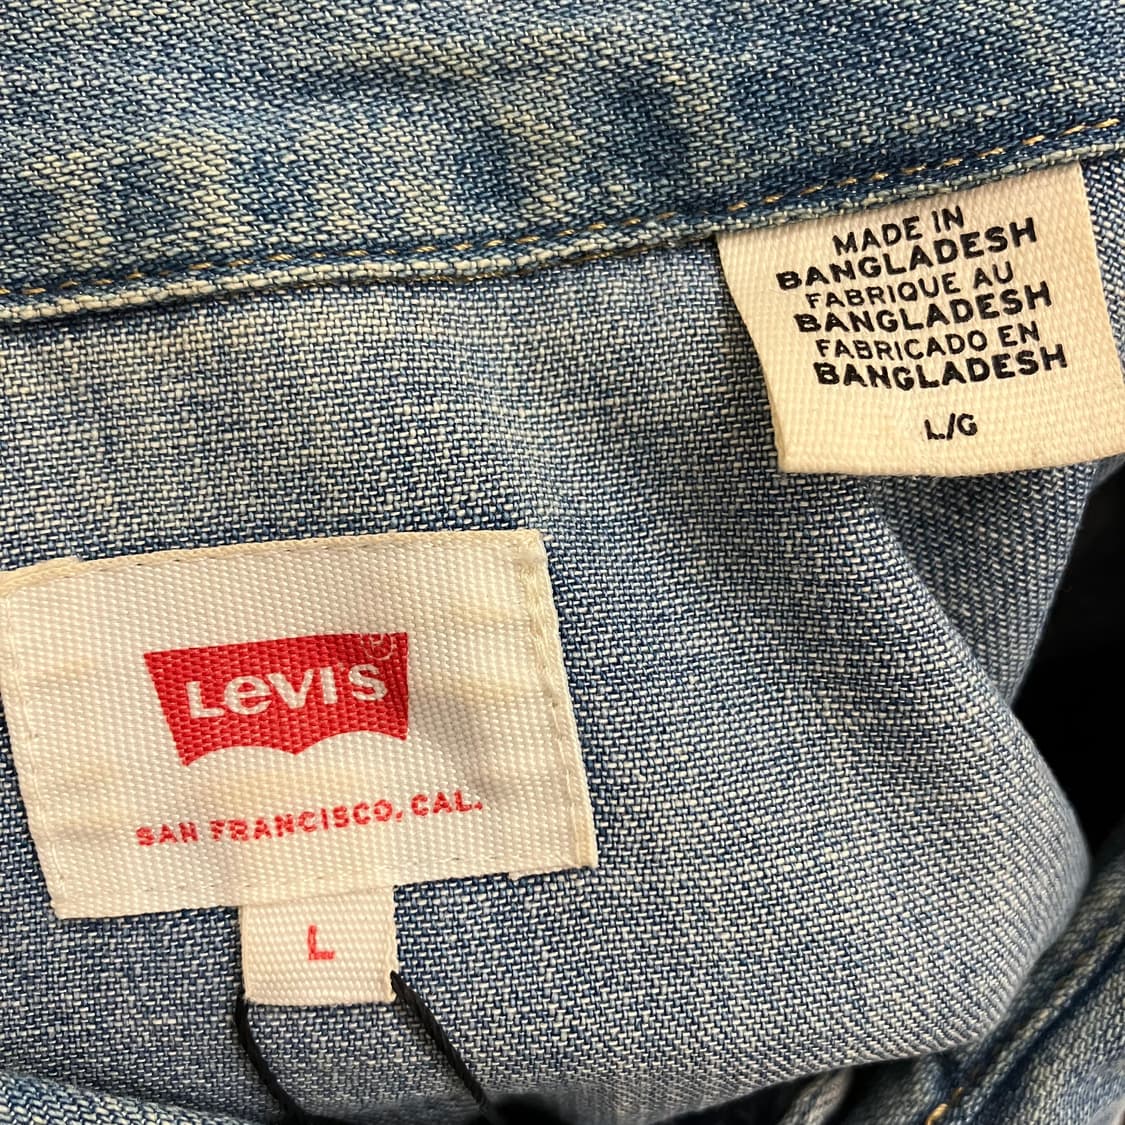 MADE IN
BANGLADESH
FABRIQUE AU
BANGLADESH
FABRICADO EN
BANGLADESH
L/G
LEVI'S
SAN FRANCISCO, CAL.
L